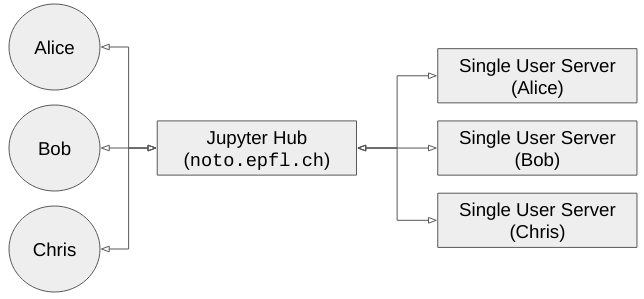 Alice
Bob
Chris
Jupyter Hub
(noto.epfl.ch)
Single User Server
(Alice)
Single User Server
(Bob)
Single User Server
(Chris)